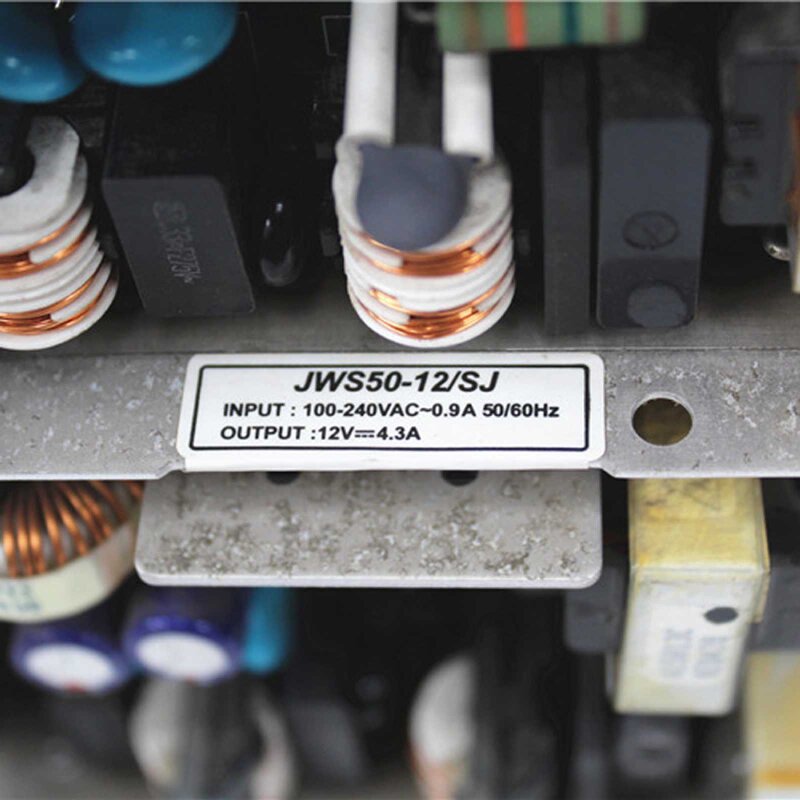 JWS50-12/SJ
INPUT : 100-240VAC~0.9A 50/60Hz
OUTPUT :12V⎓4.3A